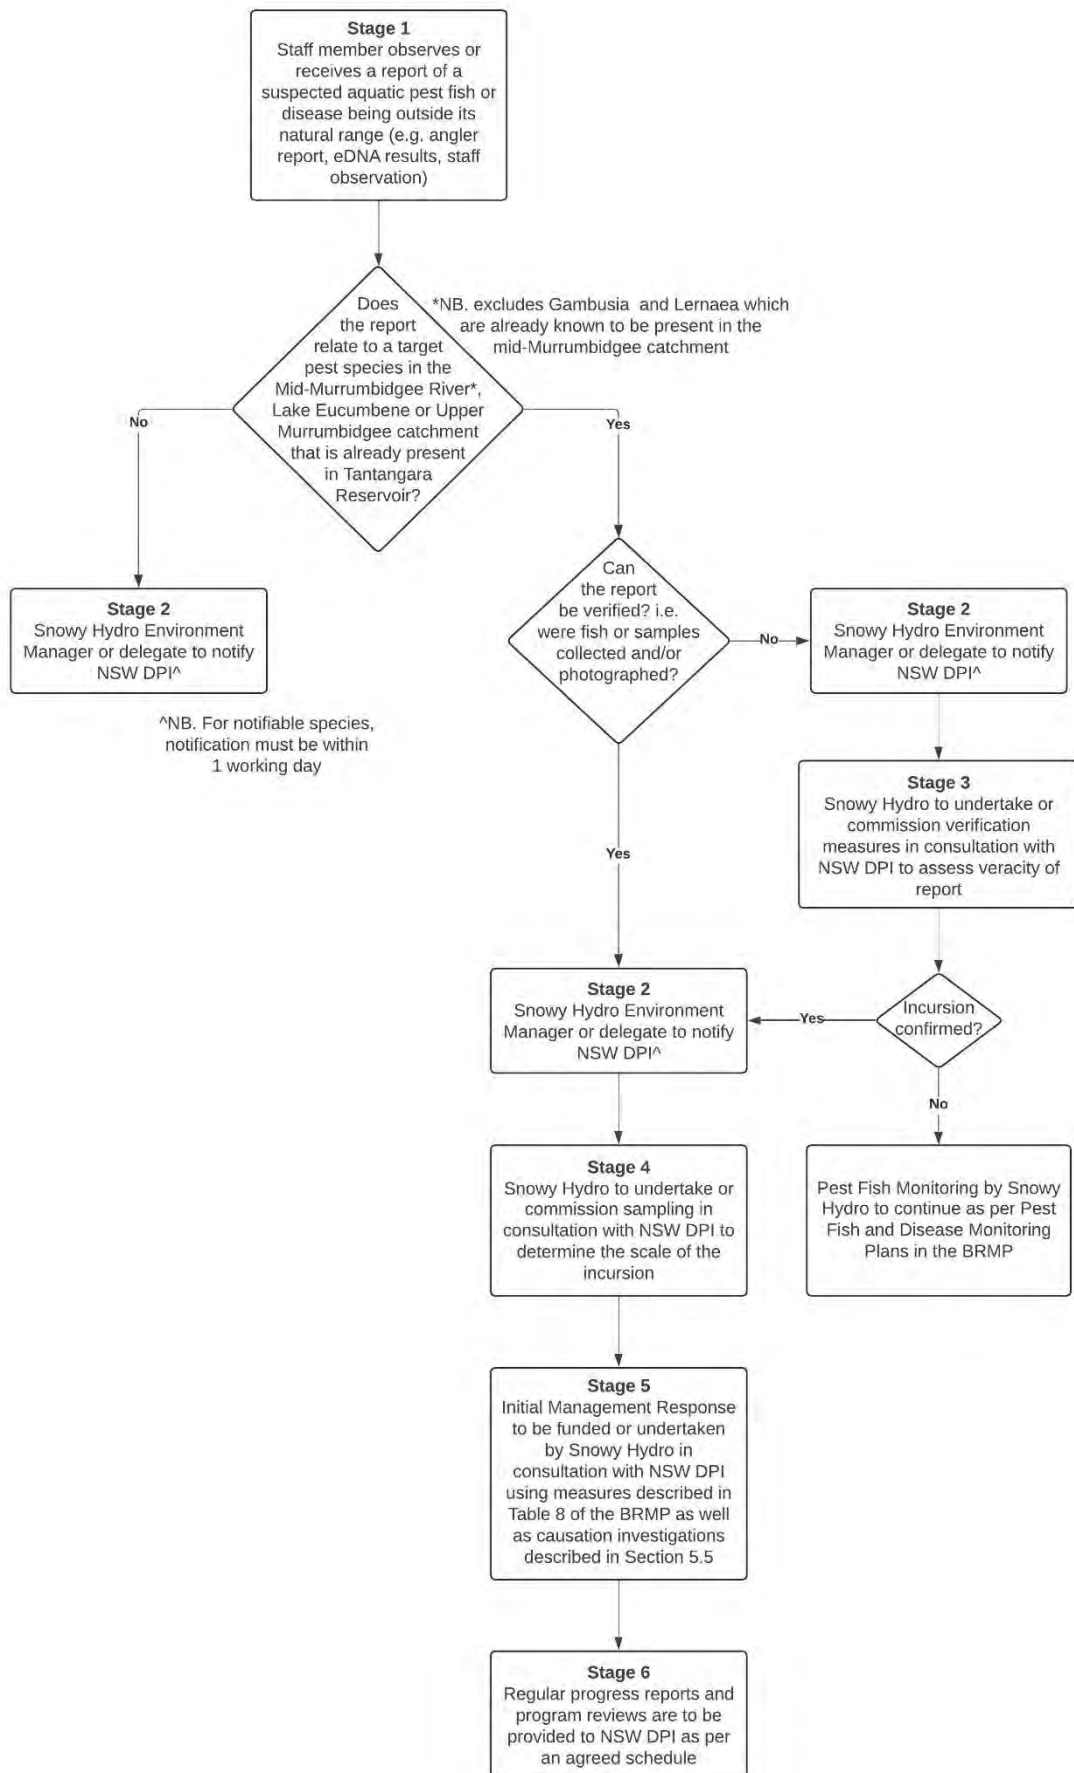 Stage 1
Staff member observes or
receives a report of a
suspected aquatic pest fish or
disease being outside its
natural range (e.g. angler
report, eDNA results, staff
observation)
Does
the report
relate to a target
pest species in the
Mid-Murrumbidgee River*,
Lake Eucumbene or Upper
Murrumbidgee catchment
that is already present
in Tantangara
Reservoir?
*NB. excludes Gambusia and Lernaea which
are already known to be present in the
mid-Murrumbidgee catchment
No
Yes
Stage 2
Snowy Hydro Environment
Manager or delegate to notify
NSW DPI^
^NB. For notifiable species,
notification must be within
1 working day
Can
the report
be verified? i.e.
were fish or samples
collected and/or
photographed?
No
Stage 2
Snowy Hydro Environment
Manager or delegate to notify
NSW DPI^
Stage 3
Snowy Hydro to undertake or
commission verification
measures in consultation with
NSW DPI to assess veracity of
report
Yes
Incursion
confirmed?
Yes
No
Stage 2
Snowy Hydro Environment
Manager or delegate to notify
NSW DPI^
Stage 4
Snowy Hydro to undertake or
commission sampling in
consultation with NSW DPI to
determine the scale of the
incursion
Pest Fish Monitoring by Snowy
Hydro to continue as per Pest
Fish and Disease Monitoring
Plans in the BRMP
Stage 5
Initial Management Response
to be funded or undertaken
by Snowy Hydro in
consultation with NSW DPI
using measures described in
Table 8 of the BRMP as well
as causation investigations
described in Section 5.5
Stage 6
Regular progress reports and
program reviews are to be
provided to NSW DPI as per
an agreed schedule